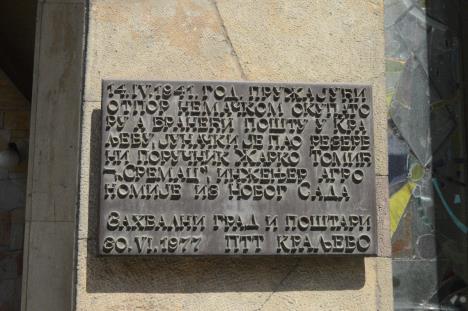 14.IV.1941. ГОД. ПРУЖАЈУЋИ
ОТПОР НЕМАЧКОМ ОКУПАТО
РУ А БРАНЕЋИ ПОШТУ У КРА
ЉЕВУ ЈУНАЧКИ ЈЕ ПАО РЕЗЕРВ
НИ ПОРУЧНИК ЖАРКО ТОМИЋ
„СРЕМАЦ“, ИНЖЕЊЕР АГРО
НОМИЈЕ ИЗ НОВОГ САДА
ЗАХВАЛНИ ГРАД И ПОШТАРИ
30.VI.1977 ПТТ КРАЉЕВО